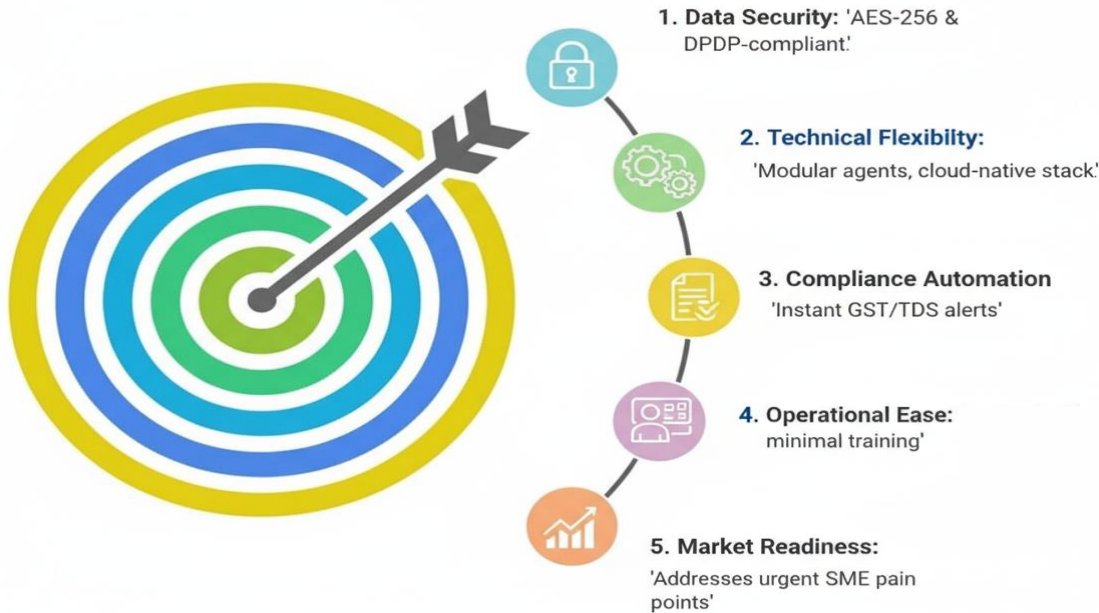 1. Data Security: 'AES-256 &
DPDP-compliant.'
2. Technical Flexibilty:
'Modular agents, cloud-native stack.'
3. Compliance Automation
'Instant GST/TDS alerts'
4. Operational Ease:
minimal training'
5. Market Readiness:
'Addresses urgent SME pain
points'